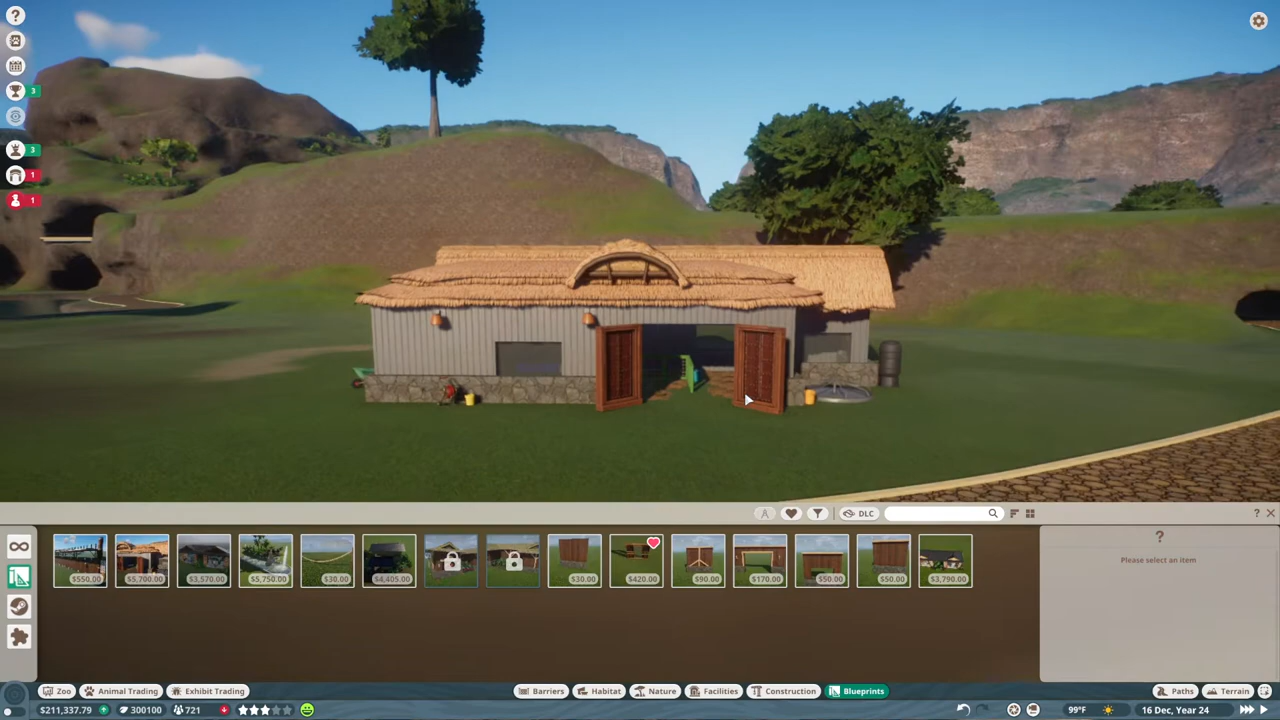 ?
3
3
1
1
DLC
?
$550.00
$5,700.00
$3,570.00
$5,750.00
$30.00
$4,405.00
$30.00
$420.00
$90.00
$170.00
$50.00
$50.00
$3,790.00
?
Please select an item
Zoo
Animal Trading
Exhibit Trading
Barriers
Habitat
Nature
Facilities
Construction
Blueprints
Paths
Terrain
$211,337.79
300100
721
99°F
16 Dec, Year 24